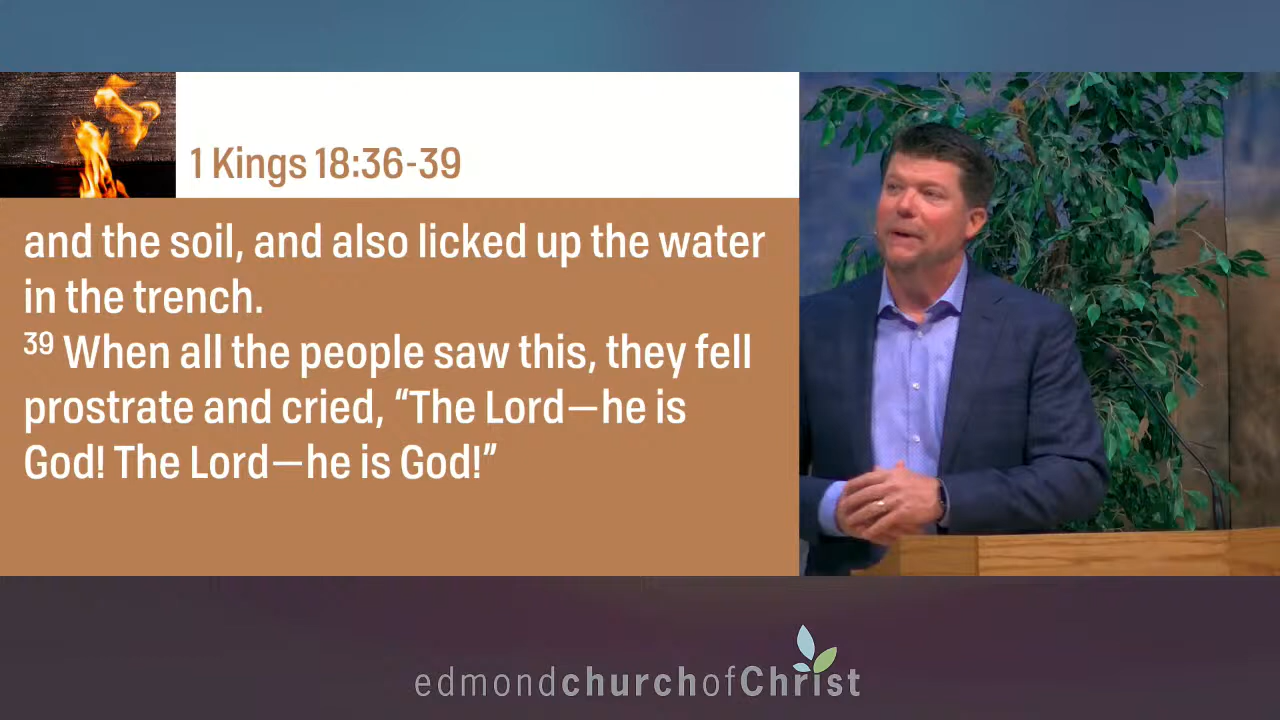 1 Kings 18:36-39
and the soil, and also licked up the water
in the trench.
39 When all the people saw this, they fell
prostrate and cried, “The Lord—he is
God! The Lord—he is God!”
edmondchurchofChrist